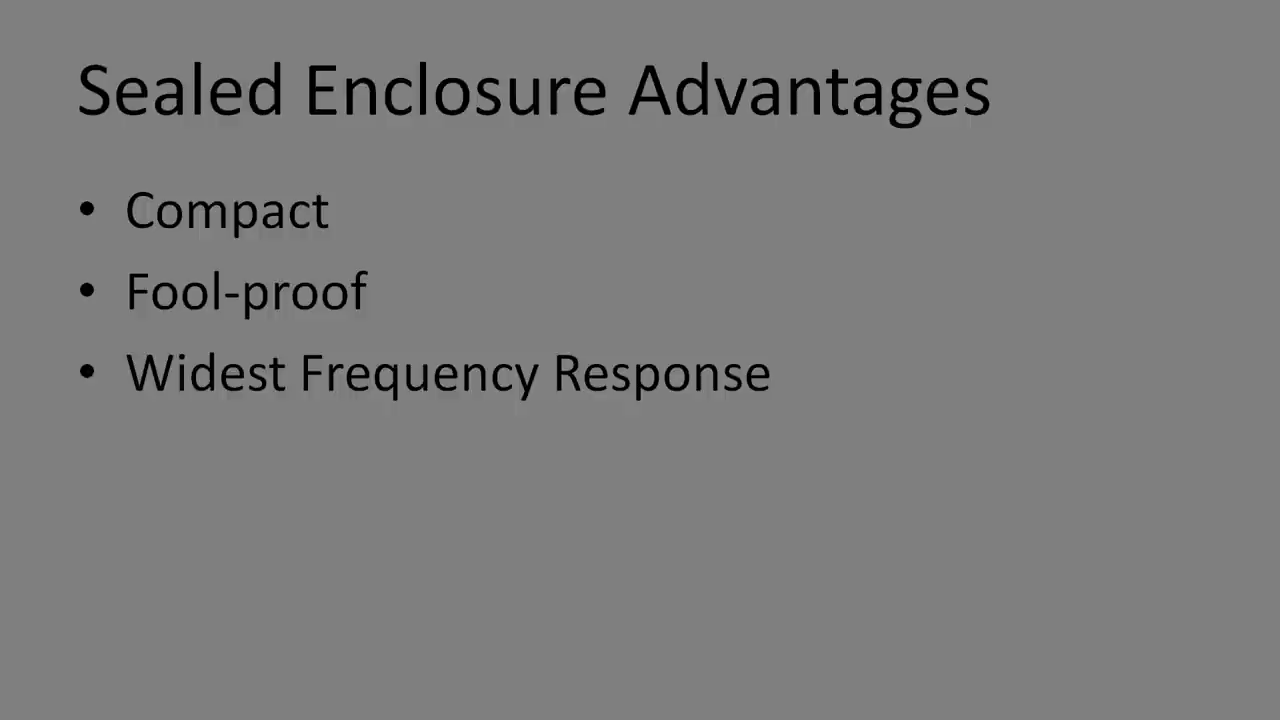 Sealed Enclosure Advantages
• Compact
• Fool-proof
• Widest Frequency Response